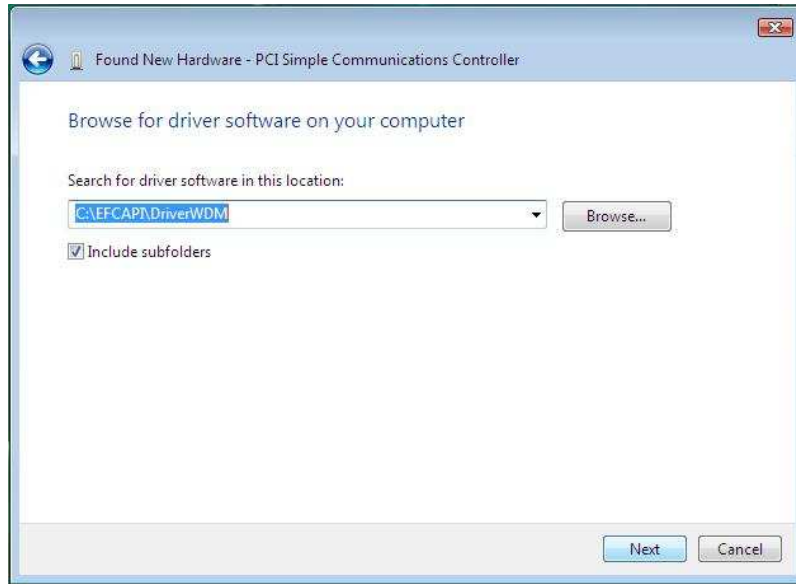 Found New Hardware - PCI Simple Communications Controller
Browse for driver software on your computer
Search for driver software in this location:
C:\EFCAPI\DriverWDM
Browse...
Include subfolders
Next
Cancel